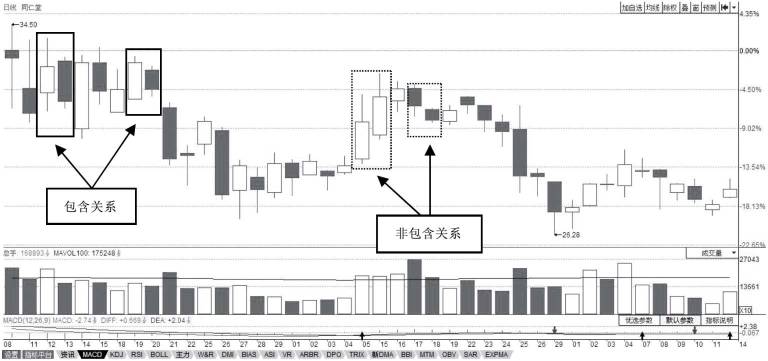 日线 同仁堂
加自选 均线 除权 叠 窗 预测
4.35%
34.50
0.00%
-4.50%
-9.02%
-13.54%
-18.13%
-22.65%
包含关系
非包含关系
26.28
总手: 168893 MAVOL100: 175248
成交量
27043
13661
X10
MACD(12,26,9) MACD: -2.74 DIFF: +0.669 DEA: +2.04
优选参数 默认参数 指标说明
+2.38
-0.067
08 11 12 13 14 15 18 19 20 21 22 25 26 27 28 29 01 02 03 04 05 15 16 17 18 19 22 23 24 25 26 29 01 02 03 04 07 08 09 10 11 14
设置 指标平台 资讯 MACD KDJ RSI BOLL 主力 W&R DMI BIAS ASI VR ARBR DPO TRIX 新DMA BBI MTM OBV SAR EXPMA